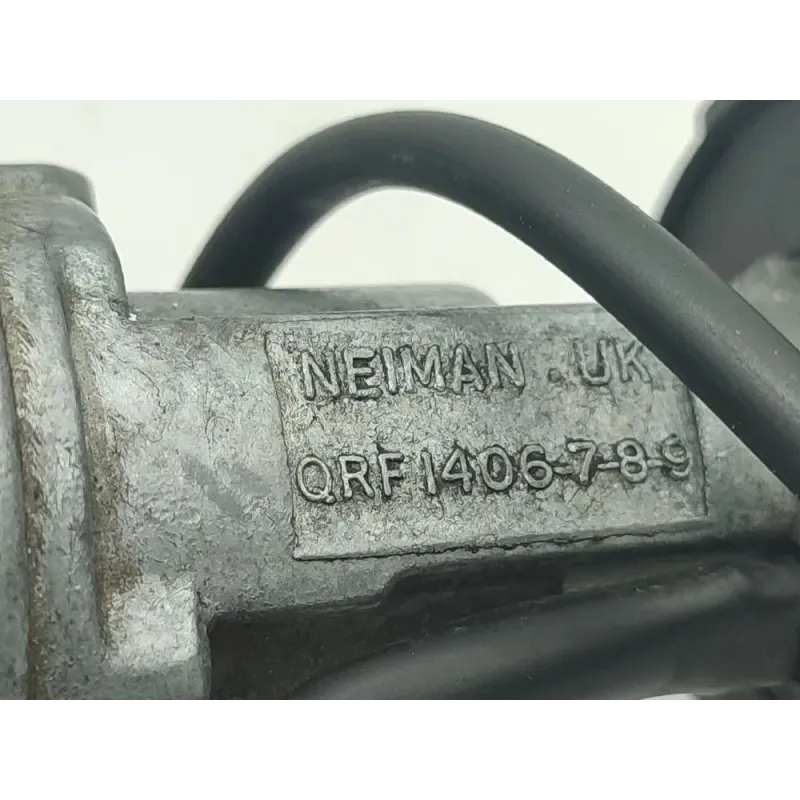 NEIMAN . UK
QRF 1406-7-8-9